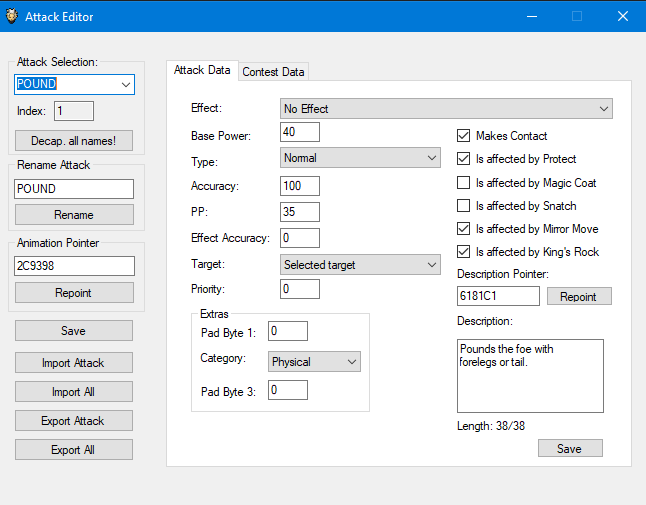 Attack Editor
Attack Selection:
POUND
Index: 1
Decap. all names!
Rename Attack
POUND
Rename
Animation Pointer
2C9398
Repoint
Save
Import Attack
Import All
Export Attack
Export All
Attack Data Contest Data
Effect: No Effect
Base Power: 40
Type: Normal
Accuracy: 100
PP: 35
Effect Accuracy: 0
Target: Selected target
Priority: 0
Extras
Pad Byte 1: 0
Category: Physical
Pad Byte 3: 0
Makes Contact
Is affected by Protect
Is affected by Magic Coat
Is affected by Snatch
Is affected by Mirror Move
Is affected by King's Rock
Description Pointer:
6181C1 Repoint
Description:
Pounds the foe with
forelegs or tail.
Length: 38/38
Save